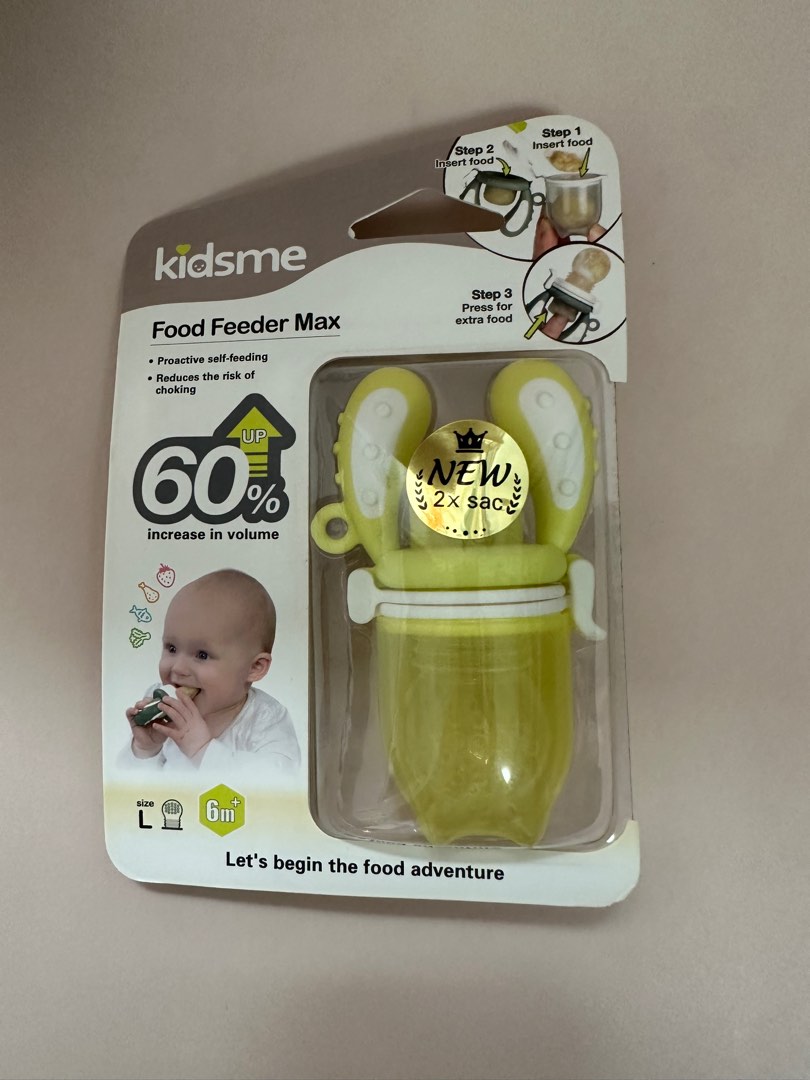 kidsme
Food Feeder Max
• Proactive self-feeding
• Reduces the risk of
choking
UP
60%
increase in volume
Step 1
Insert food
Step 2
Insert food
Step 3
Press for
extra food
NEW
2x sac
size
L
6m+
Let's begin the food adventure